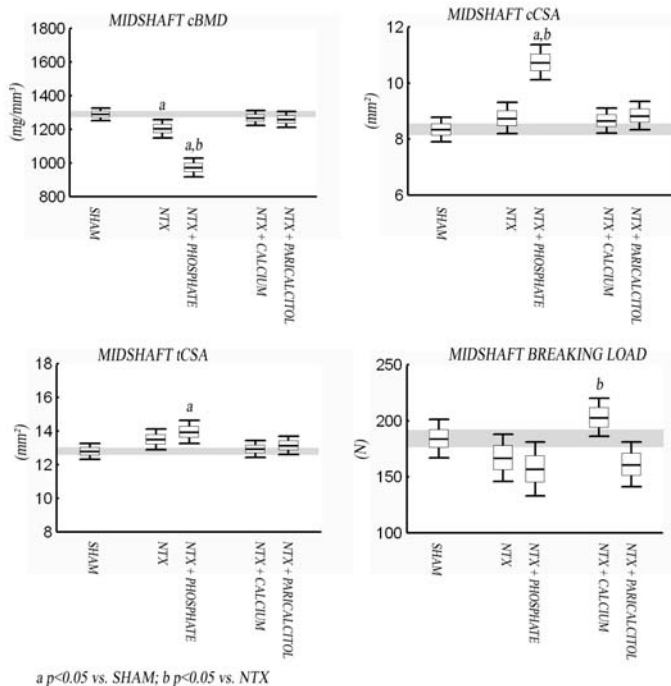 MIDSHAFT cBMD
1800
1600
1400
1200
1000
800
(mg/mm³)
a
a,b
SHAM
NTX
NTX + PHOSPHATE
NTX + CALCIUM
NTX + PARICALCITOL
MIDSHAFT cCSA
12
10
8
6
(mm²)
a,b
SHAM
NTX
NTX + PHOSPHATE
NTX + CALCIUM
NTX + PARICALCITOL
MIDSHAFT tCSA
18
16
14
12
10
8
(mm²)
a
SHAM
NTX
NTX + PHOSPHATE
NTX + CALCIUM
NTX + PARICALCITOL
MIDSHAFT BREAKING LOAD
250
200
150
100
(N)
b
SHAM
NTX
NTX + PHOSPHATE
NTX + CALCIUM
NTX + PARICALCITOL
a p<0.05 vs. SHAM; b p<0.05 vs. NTX